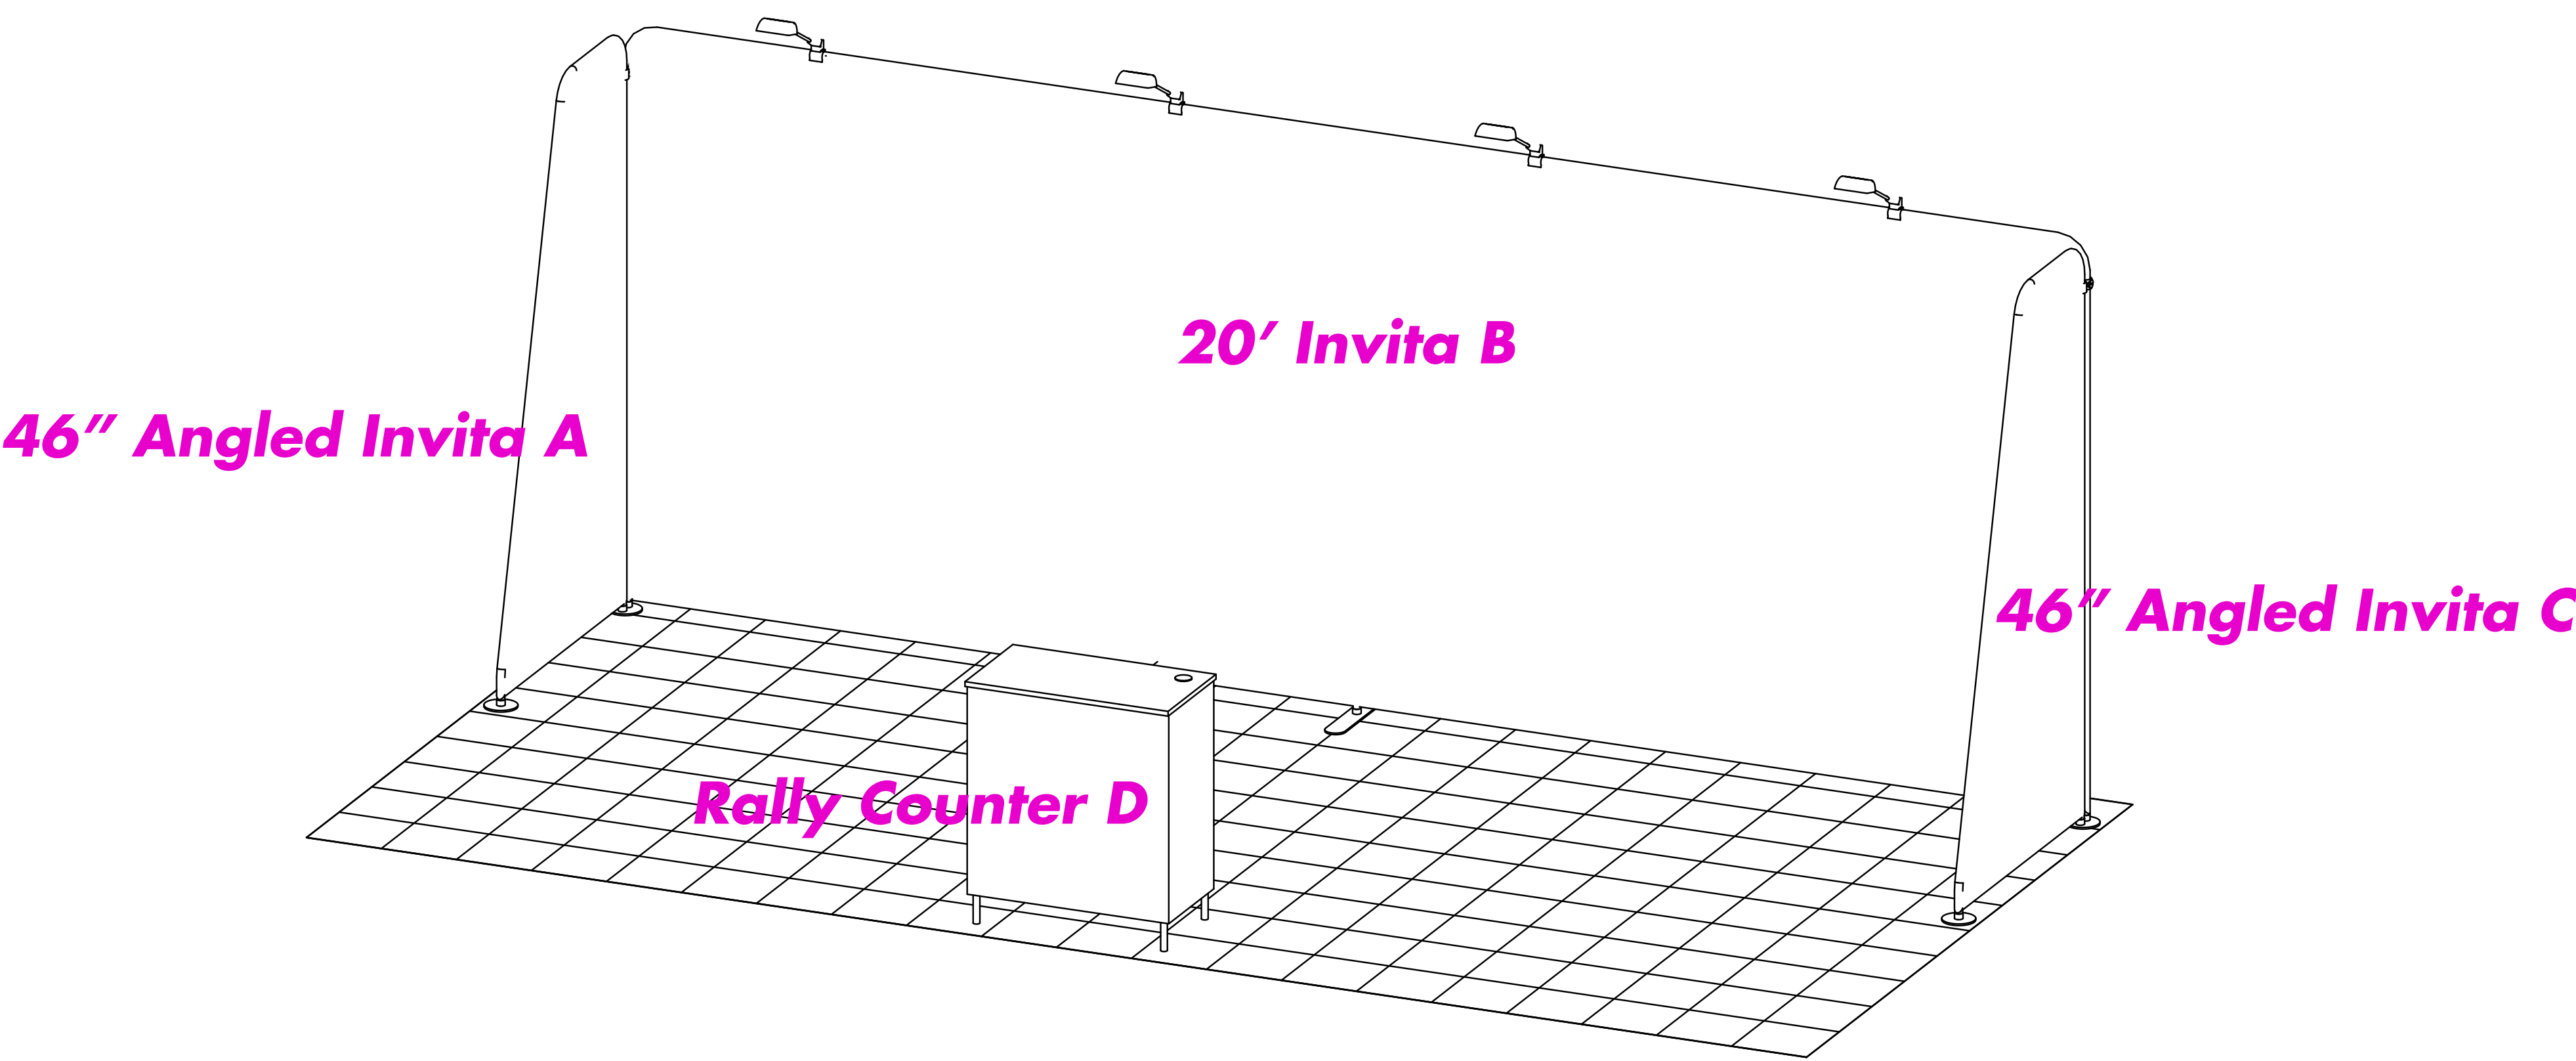 20’ Invita B
46” Angled Invita A
46” Angled Invita C
Rally Counter D